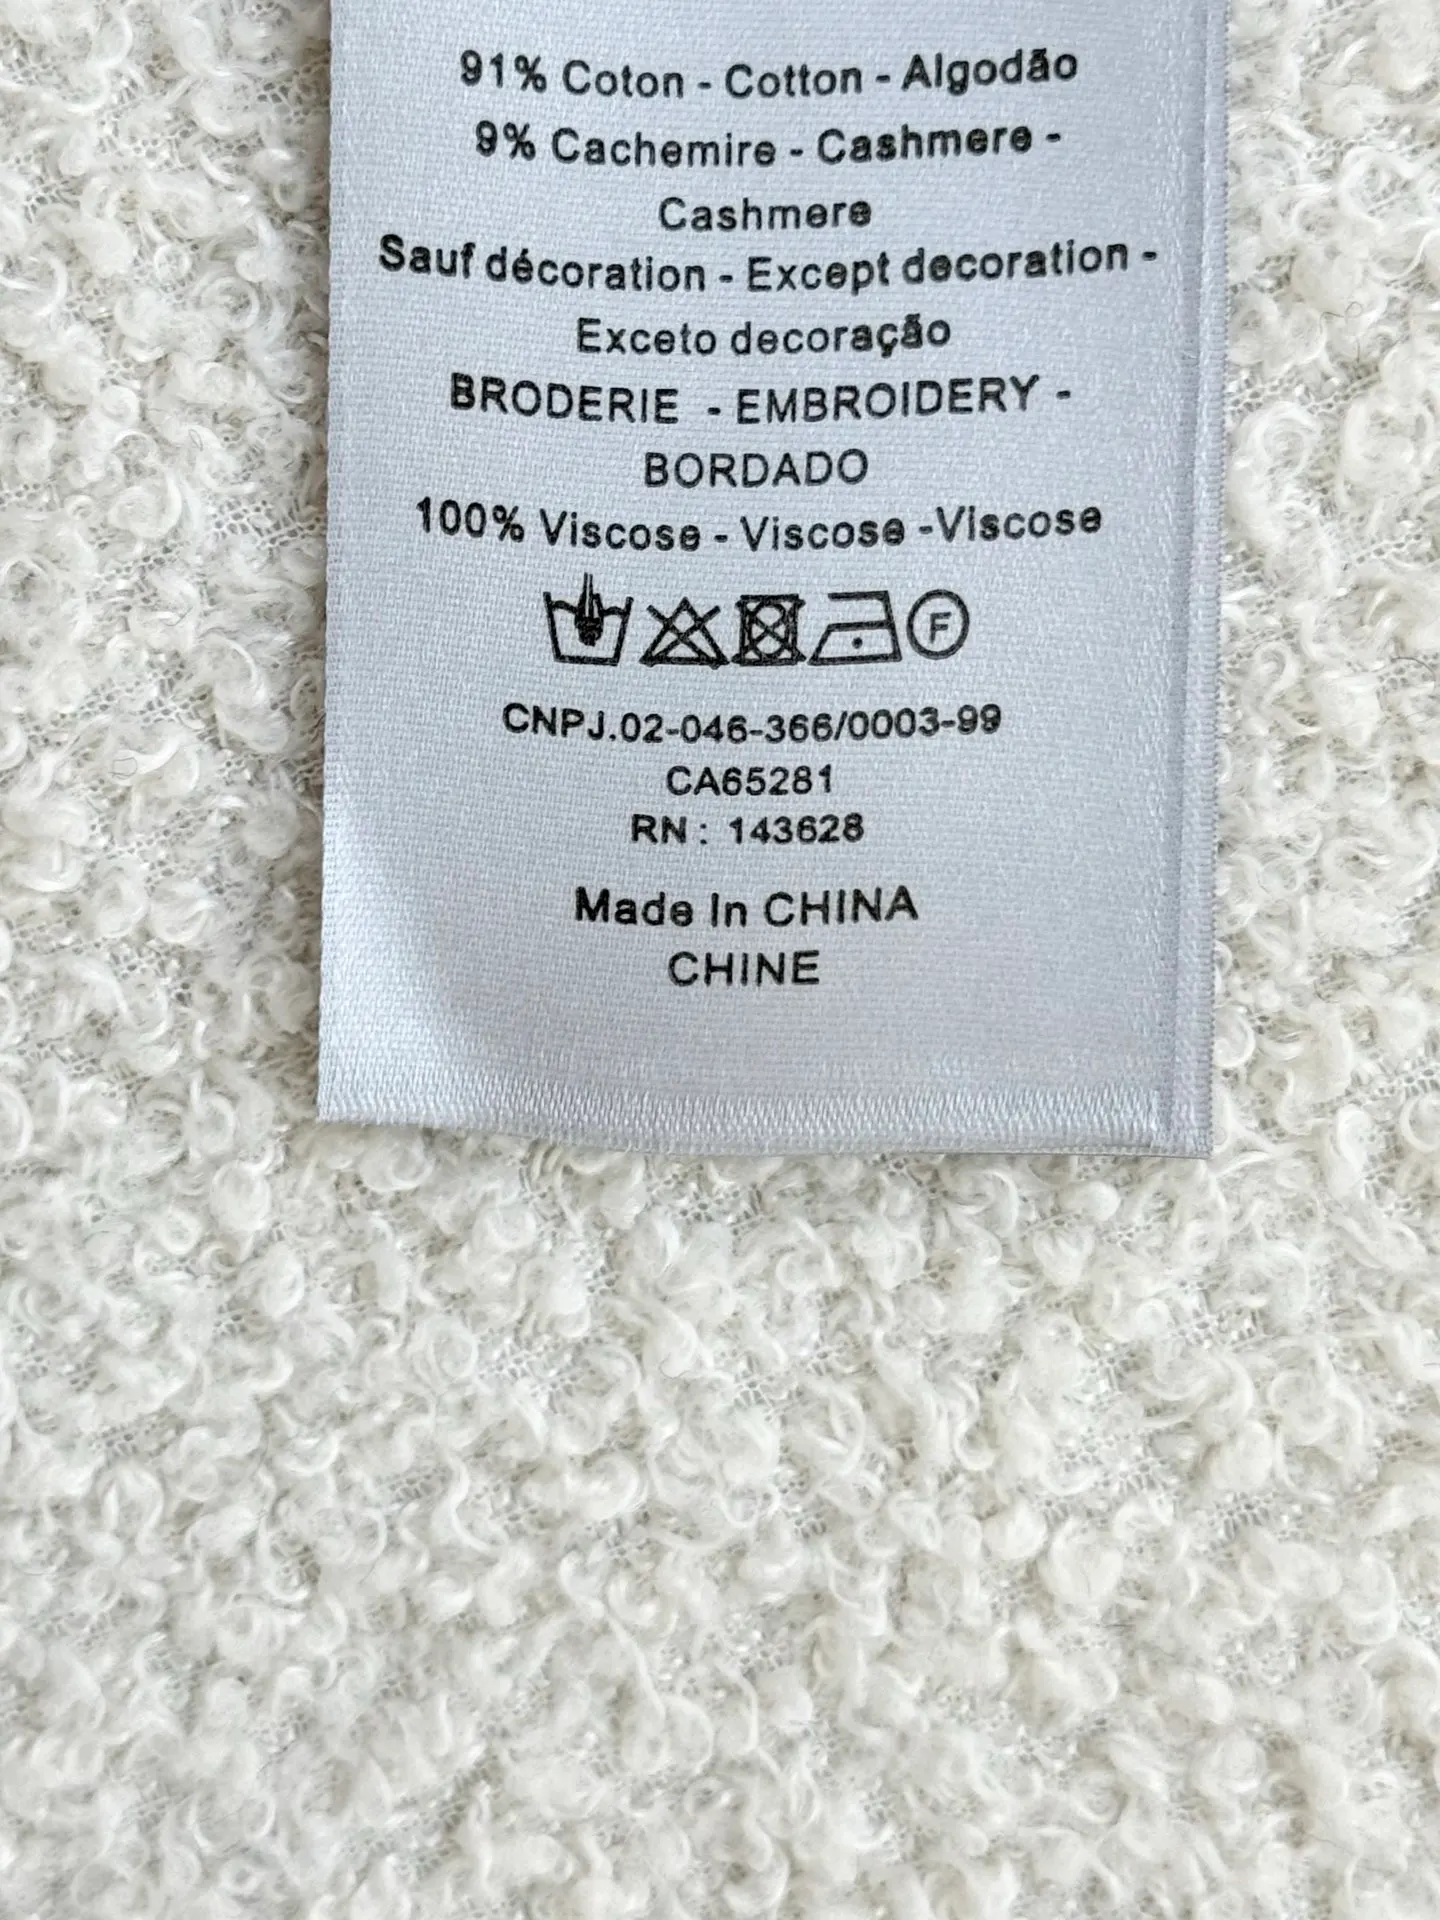 91% Coton - Cotton - Algodão
9% Cachemire - Cashmere -
Cashmere
Sauf décoration - Except decoration -
Exceto decoração
BRODERIE - EMBROIDERY -
BORDADO
100% Viscose - Viscose -Viscose
F
CNPJ.02-046-366/0003-99
CA65281
RN: 143628
Made In CHINA
CHINE